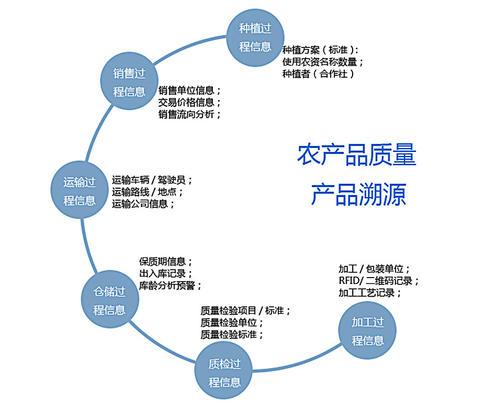 种植过
程信息
种植方案（标准）：
使用农资名称数量；
种植者（合作社）
销售过
程信息
销售单位信息；
交易价格信息；
销售流向分析；
农产品质量
产品溯源
运输过
程信息
运输车辆 / 驾驶员；
运输路线 / 地点；
运输公司信息；
仓储过
程信息
保质期信息；
出入库记录；
库龄分析预警；
质检过
程信息
质量检验项目 / 标准；
质量检验单位；
质量检验标准；
加工过
程信息
加工 / 包装单位；
RFID/ 二维码记录；
加工工艺记录；